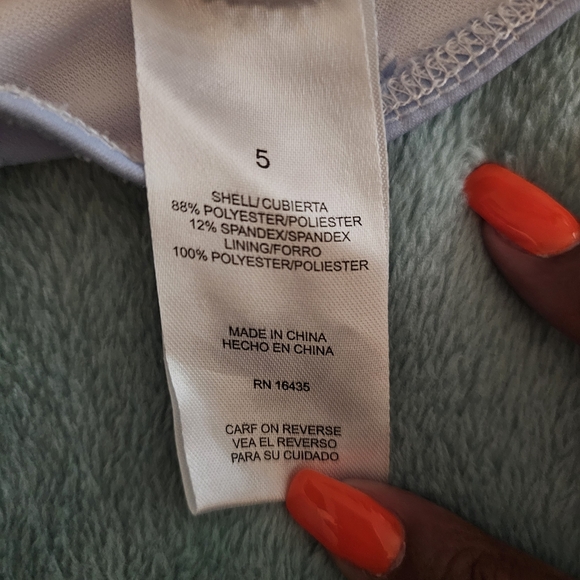 5
SHELL/CUBIERTA
88% POLYESTER/POLIESTER
12% SPANDEX/SPANDEX
LINING/FORRO
100% POLYESTER/POLIESTER
MADE IN CHINA
HECHO EN CHINA
RN 16435
CARF ON REVERSE
VEA EL REVERSO
PARA SU CUIDADO